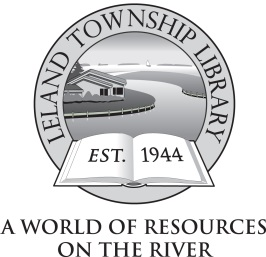 LELAND TOWNSHIP LIBRARY
EST. 1944
A WORLD OF RESOURCES
ON THE RIVER